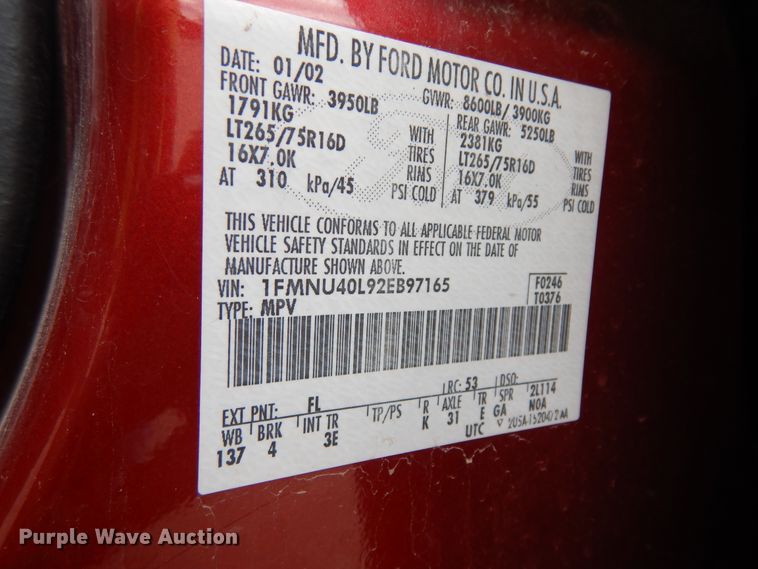 MFD. BY FORD MOTOR CO. IN U.S.A.
DATE: 01/02 GVWR: 8600LB/3900KG
FRONT GAWR: 3950LB REAR GAWR: 5250LB
1791KG 2381KG
LT265/75R16D WITH TIRES LT265/75R16D WITH TIRES
16X7.0K RIMS 16X7.0K RIMS
AT 310 kPa/45 PSI COLD AT 379 kPa/55 PSI COLD
THIS VEHICLE CONFORMS TO ALL APPLICABLE FEDERAL MOTOR
VEHICLE SAFETY STANDARDS IN EFFECT ON THE DATE OF
MANUFACTURE SHOWN ABOVE.
VIN: 1FMNU40L92EB97165 F0246
TYPE: MPV T0376
EXT PNT: FL RC: 53 DSO:
WB BRK INT TR TP/PS R AXLE TR SPR 2L114
137 4 3E K 31 E GA NOA
UTC
Purple Wave Auction